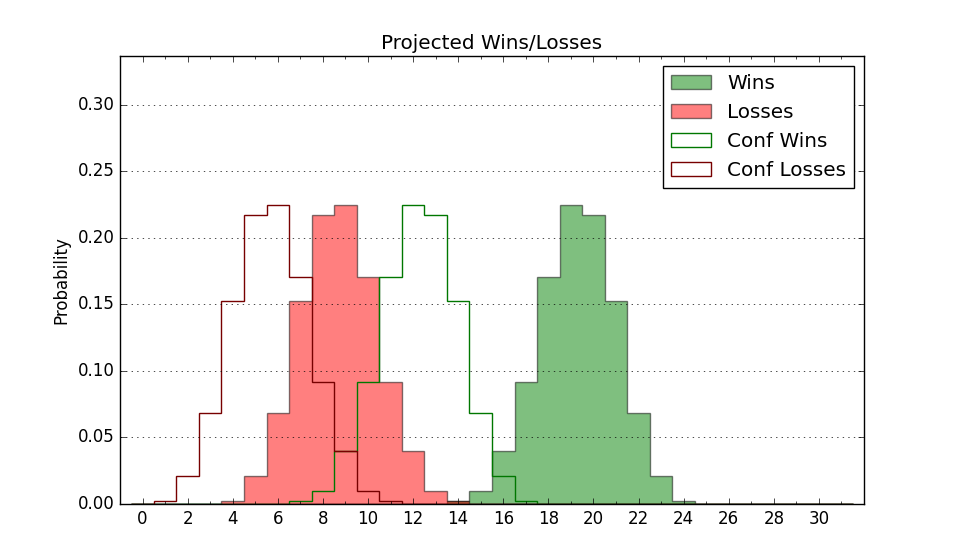 Projected Wins/Losses
Wins
Losses
Conf Wins
Conf Losses
Probability
0.30
0.25
0.20
0.15
0.10
0.05
0.00
0 2 4 6 8 10 12 14 16 18 20 22 24 26 28 30